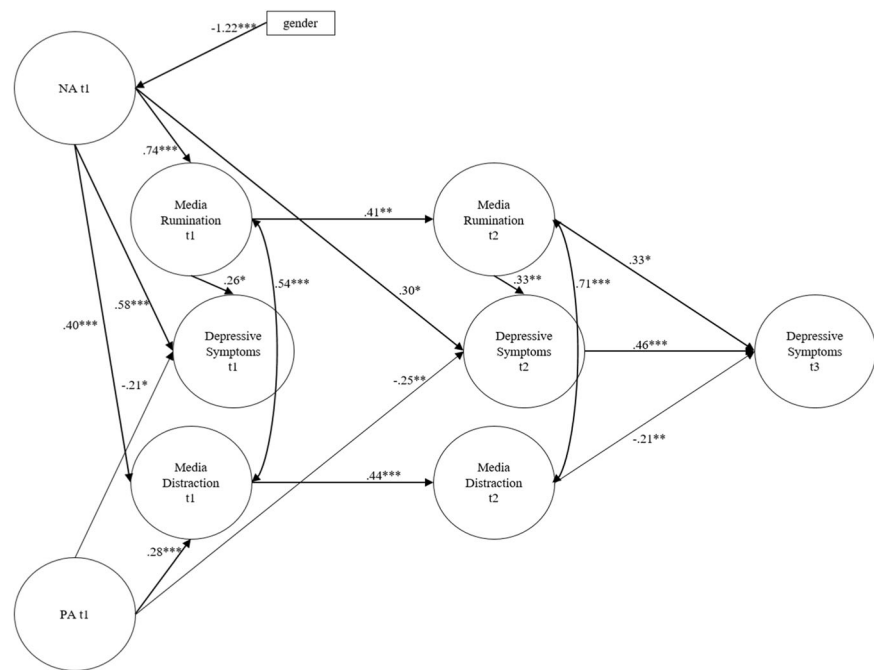 gender
-1.22***
NA t1
.74***
Media
Rumination
t1
.41**
Media
Rumination
t2
.33*
.26*
.54***
.30*
.33**
.71***
.58***
.40***
Depressive
Symptoms
t1
Depressive
Symptoms
t2
.46***
Depressive
Symptoms
t3
-.21*
-.25**
-.21**
Media
Distraction
t1
.44***
Media
Distraction
t2
.28***
PA t1